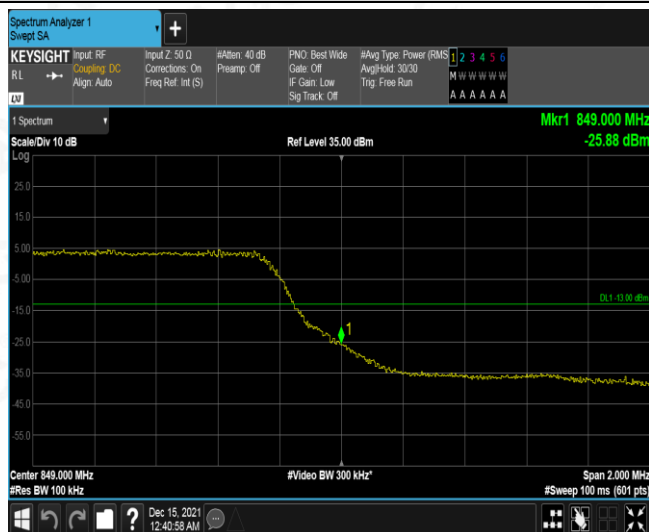 Spectrum Analyzer 1
Swept SA
+
KEYSIGHT
RL
LXI
Input: RF
Coupling: DC
Align: Auto
Input Z: 50 Ω
Corrections: On
Freq Ref: Int (S)
#Atten: 40 dB
Preamp: Off
PNO: Best Wide
Gate: Off
IF Gain: Low
Sig Track: Off
#Avg Type: Power (RMS
Avg|Hold: 30/30
Trig: Free Run
1 2 3 4 5 6
M W W W W W
A A A A A A
1 Spectrum
Scale/Div 10 dB
Log
Ref Level 35.00 dBm
Mkr1 849.000 MHz
-25.88 dBm
25.0
15.0
5.00
-5.00
DL1 -13.00 dBm
-15.0
1
-25.0
-35.0
-45.0
-55.0
Center 849.000 MHz
#Res BW 100 kHz
#Video BW 300 kHz*
Span 2.000 MHz
#Sweep 100 ms (601 pts)
?
Dec 15, 2021
12:40:58 AM